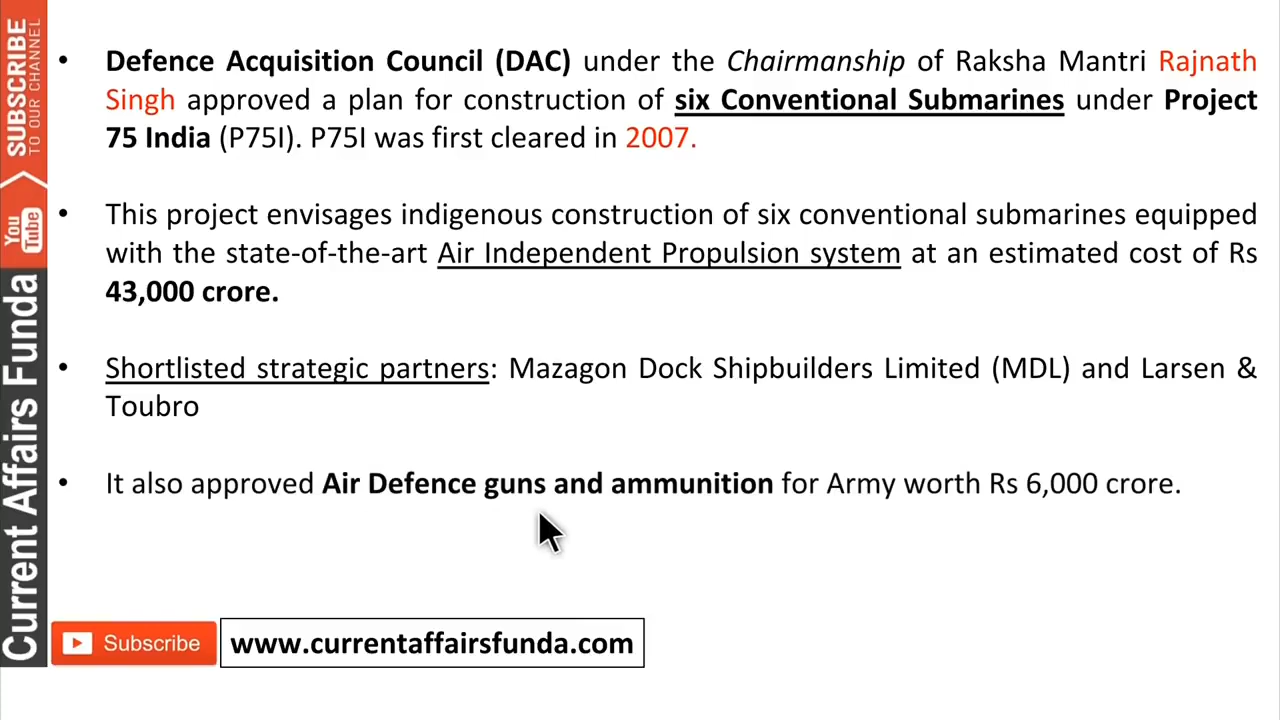 • Defence Acquisition Council (DAC) under the Chairmanship of Raksha Mantri Rajnath
Singh approved a plan for construction of six Conventional Submarines under Project
75 India (P75I). P75I was first cleared in 2007.
• This project envisages indigenous construction of six conventional submarines equipped
with the state-of-the-art Air Independent Propulsion system at an estimated cost of Rs
43,000 crore.
• Shortlisted strategic partners: Mazagon Dock Shipbuilders Limited (MDL) and Larsen &
Toubro
• It also approved Air Defence guns and ammunition for Army worth Rs 6,000 crore.
SUBSCRIBE
TO OUR CHANNEL
You
Tube
Current Affairs Funda
Subscribe
www.currentaffairsfunda.com